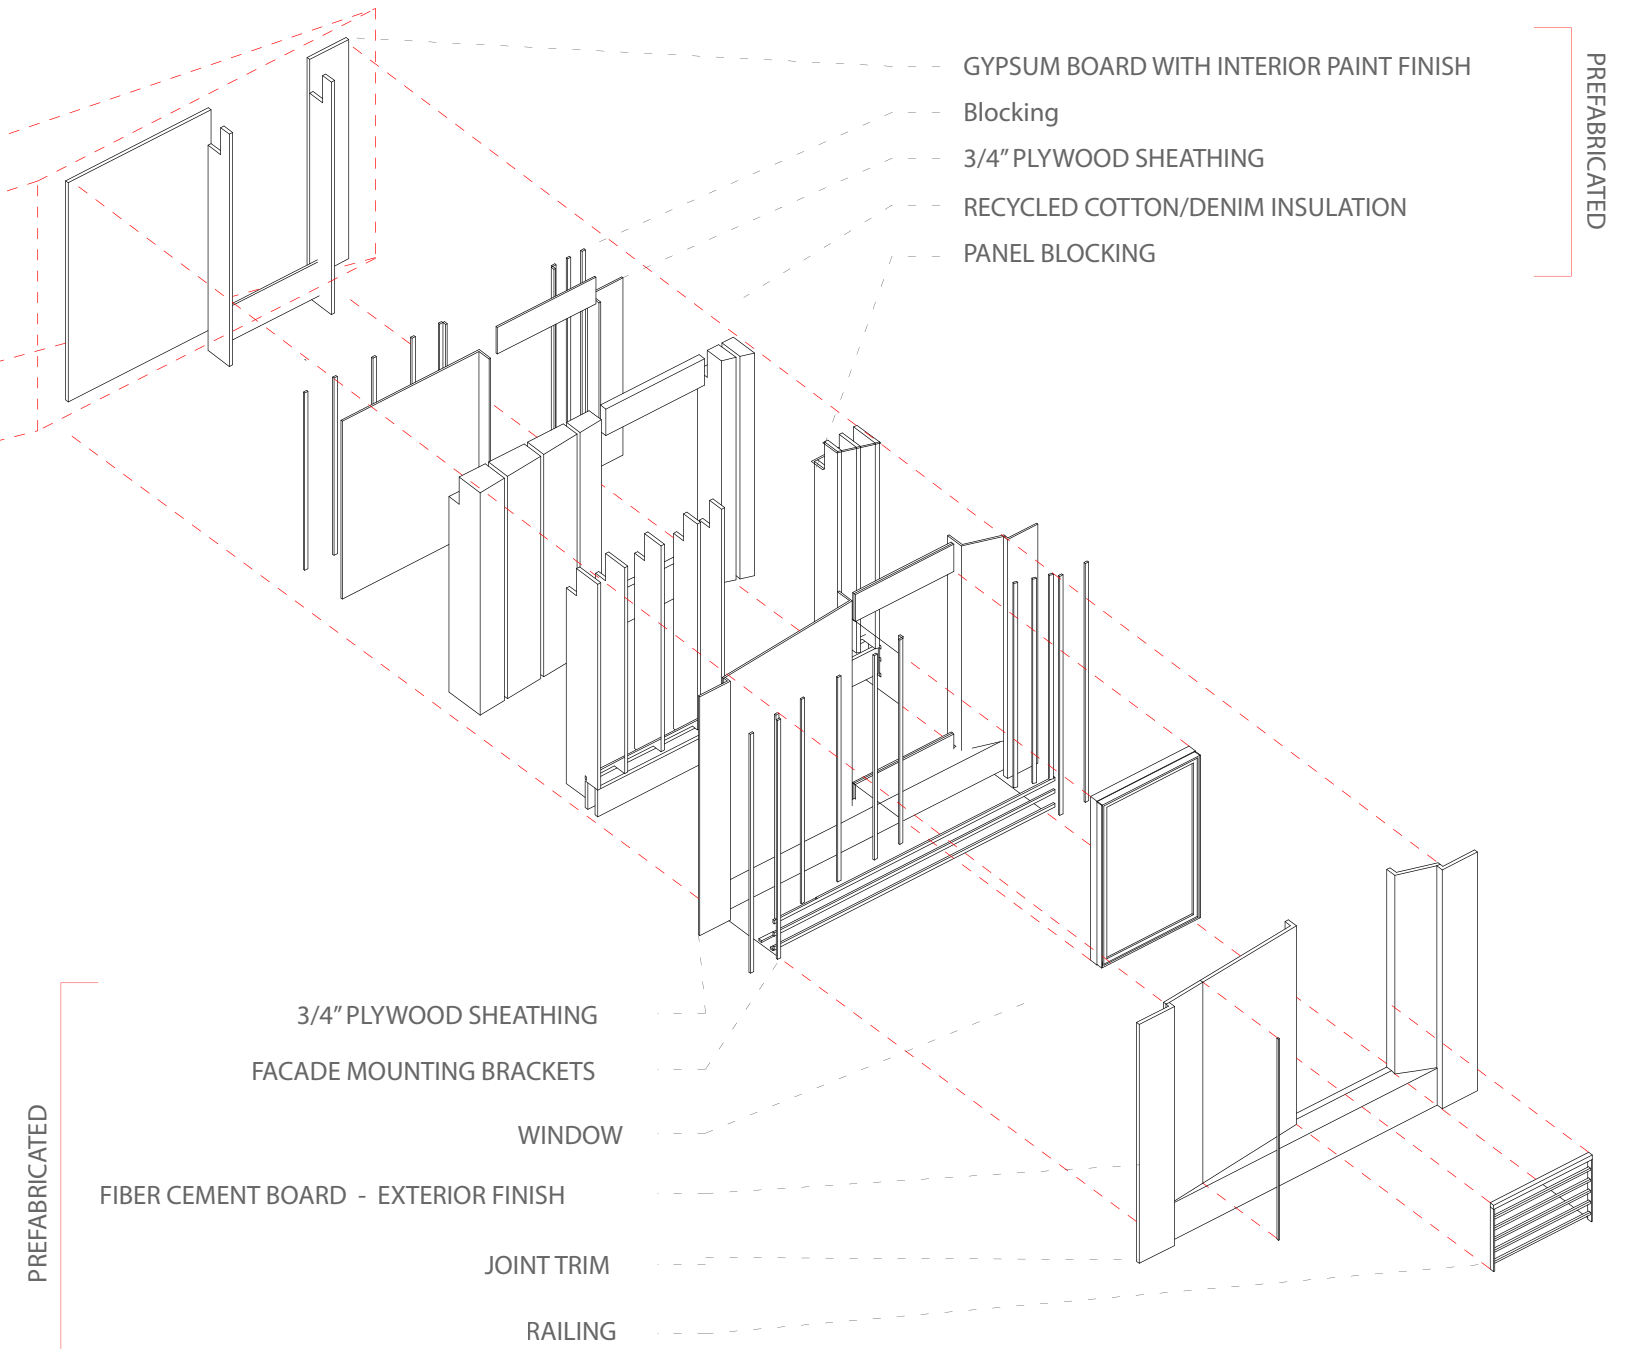 GYPSUM BOARD WITH INTERIOR PAINT FINISH
Blocking
3/4” PLYWOOD SHEATHING
RECYCLED COTTON/DENIM INSULATION
PANEL BLOCKING
PREFABRICATED
3/4” PLYWOOD SHEATHING
FACADE MOUNTING BRACKETS
WINDOW
FIBER CEMENT BOARD - EXTERIOR FINISH
JOINT TRIM
RAILING
PREFABRICATED